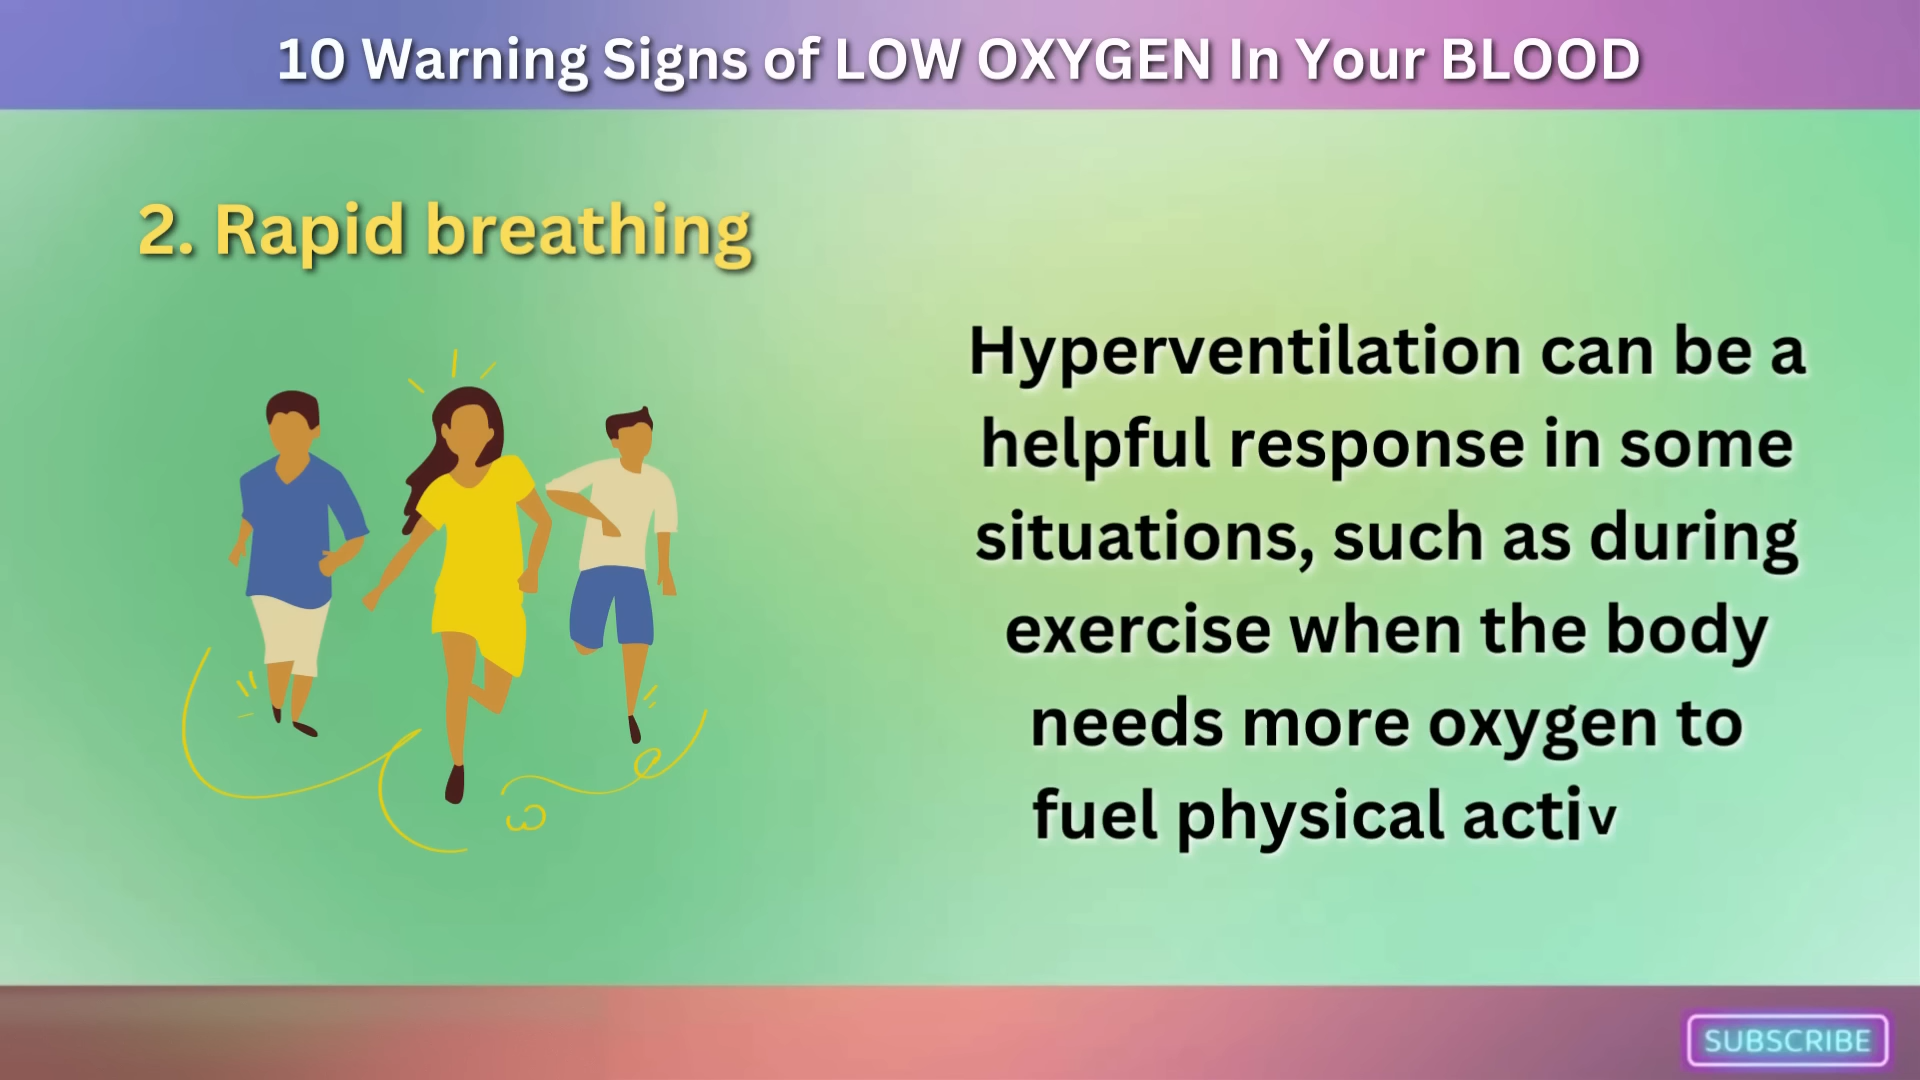 10 Warning Signs of LOW OXYGEN In Your BLOOD
2. Rapid breathing
Hyperventilation can be a
helpful response in some
situations, such as during
exercise when the body
needs more oxygen to
fuel physical activ
SUBSCRIBE